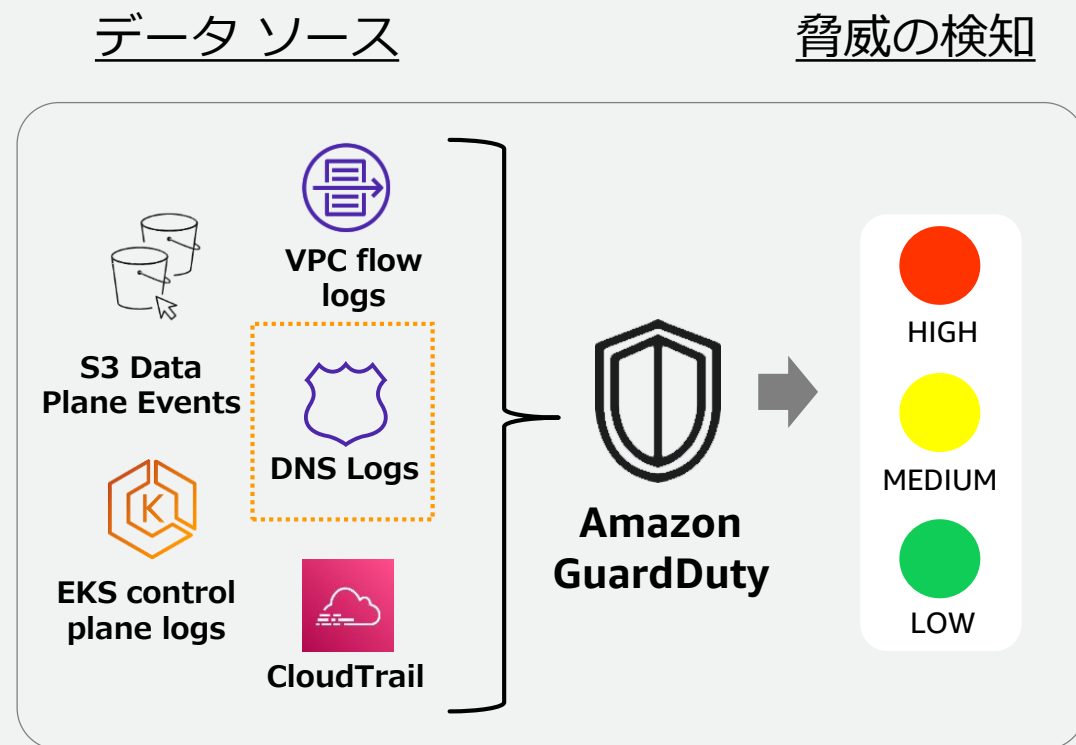 データ ソース
脅威の検知
VPC flow
logs
S3 Data
Plane Events
DNS Logs
EKS control
plane logs
CloudTrail
Amazon
GuardDuty
HIGH
MEDIUM
LOW